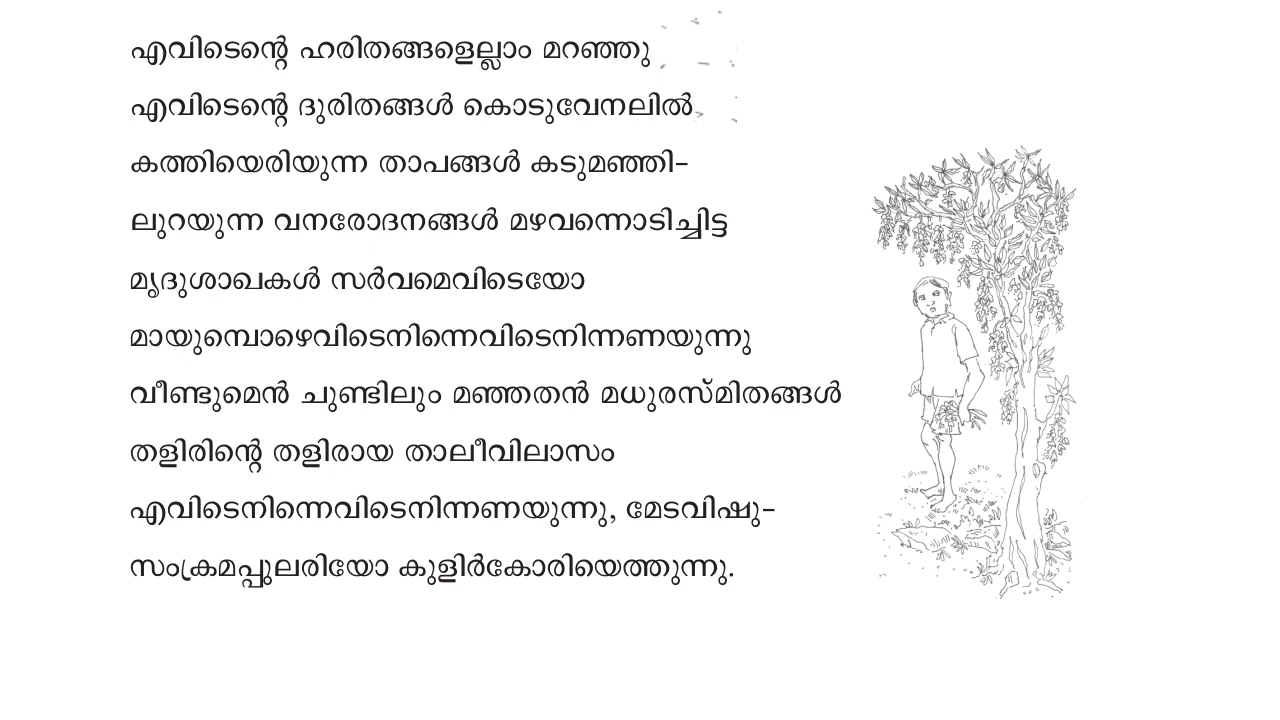 എവിടെന്റെ ഹരിതങ്ങളെല്ലാം മറഞ്ഞു
എവിടെന്റെ ദുരിതങ്ങൾ കൊടുവേനലിൽ
കത്തിയെരിയുന്ന താപങ്ങൾ കടുമഞ്ഞി-
ലുറയുന്ന വനരോദനങ്ങൾ മഴവന്നൊടിച്ചിട്ട
മൃദുശാഖകൾ സർവമെവിടെയോ
മായുമ്പൊഴെവിടെനിന്നെവിടെനിന്നണയുന്നു
വീണ്ടുമെൻ ചുണ്ടിലും മഞ്ഞതൻ മധുരസ്മിതങ്ങൾ
തളിരിന്റെ തളിരായ താലീവിലാസം
എവിടെനിന്നെവിടെനിന്നണയുന്നു, മേടവിഷു-
സംക്രമപ്പുലരിയോ കുളിർകോരിയെത്തുന്നു.